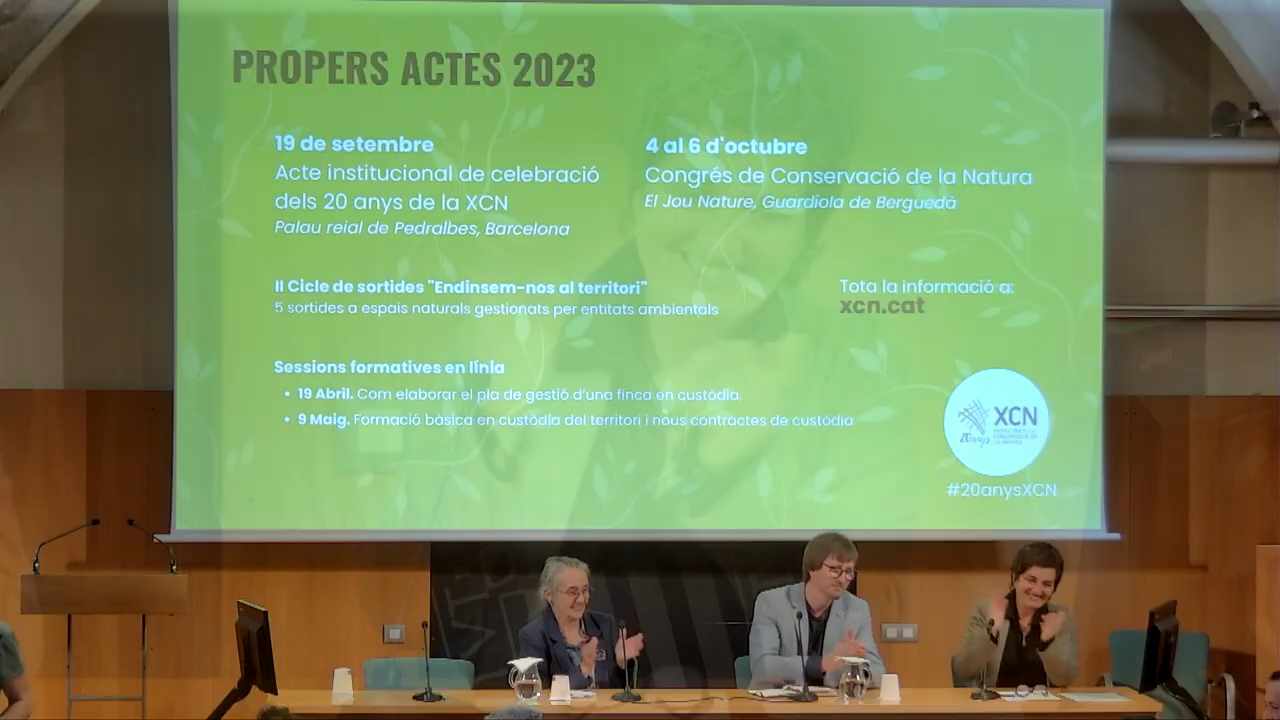 PROPERS ACTES 2023
19 de setembre
Acte institucional de celebració
dels 20 anys de la XCN
Palau reial de Pedralbes, Barcelona
4 al 6 d'octubre
Congrés de Conservació de la Natura
El Jou Nature, Guardiola de Berguedà
II Cicle de sortides "Endinsem-nos al territori"
5 sortides a espais naturals gestionats per entitats ambientals
Tota la informació a:
xcn.cat
Sessions formatives en línia
• 19 Abril. Com elaborar el pla de gestió d'una finca en custòdia.
• 9 Maig. Formació bàsica en custòdia del territori i nous contractes de custòdia
XCN
20 anys
#20anysXCN